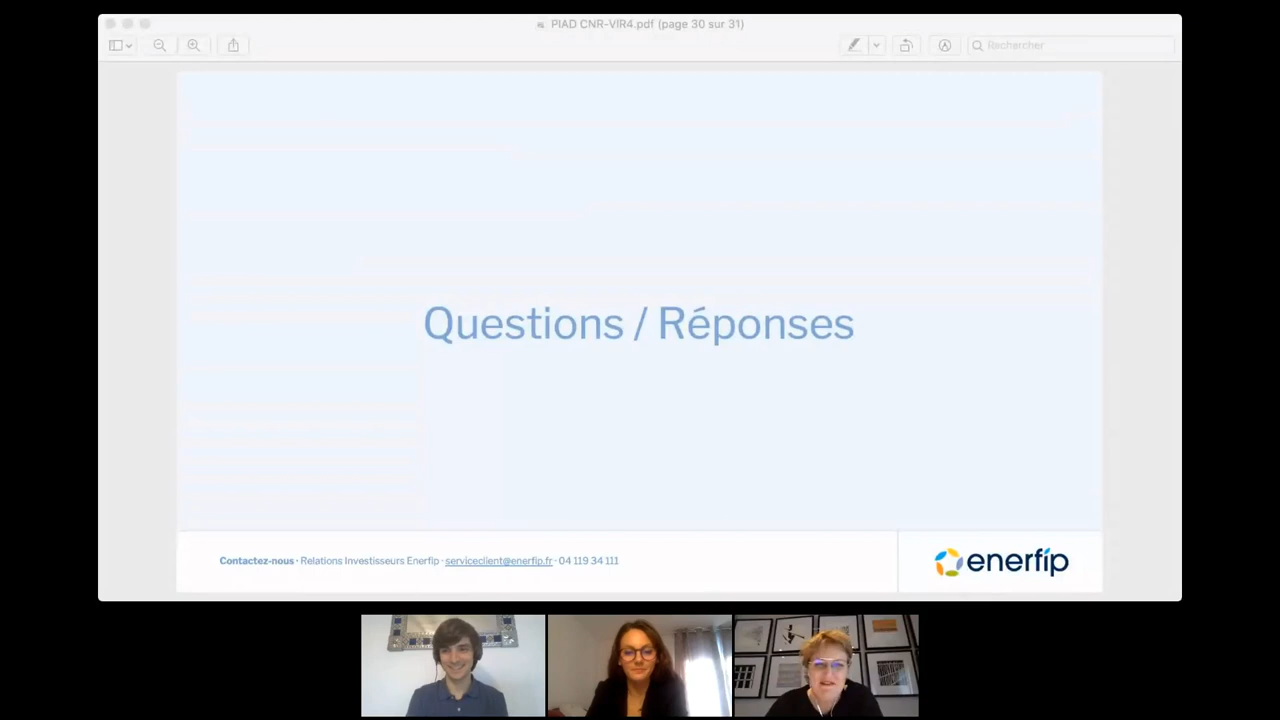 PIAD CNR-VIR4.pdf (page 30 sur 31)
Rechercher
Questions / Réponses
Contactez-nous · Relations Investisseurs Enerfip · serviceclient@enerfip.fr · 04 119 34 111
enerfip